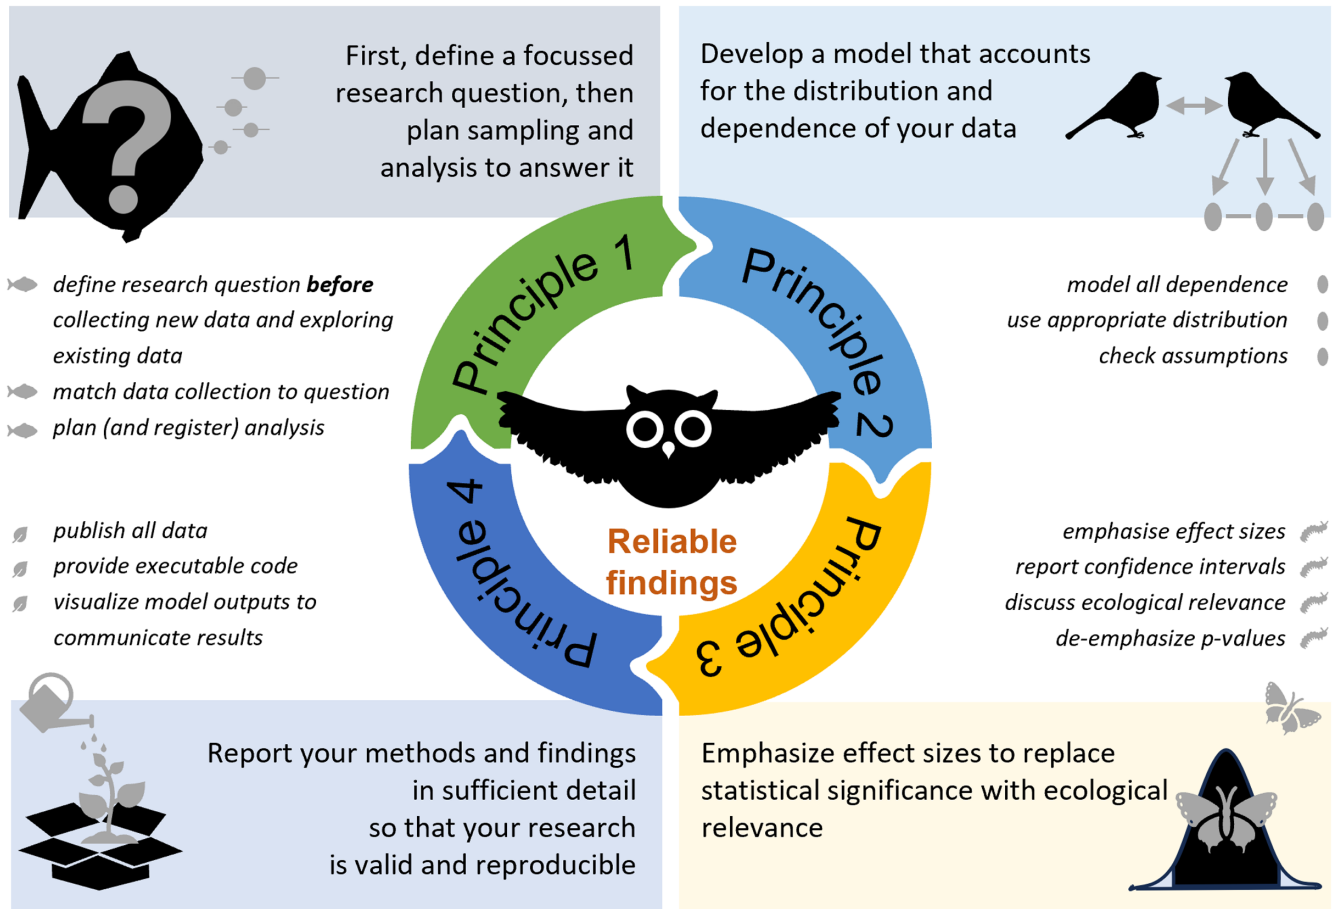 First, define a focussed
research question, then
plan sampling and
analysis to answer it
Develop a model that accounts
for the distribution and
dependence of your data
?
Principle 1
Principle 2
define research question before
collecting new data and exploring
existing data
match data collection to question
plan (and register) analysis
model all dependence
use appropriate distribution
check assumptions
Reliable
findings
Principle 4
Principle 3
publish all data
provide executable code
visualize model outputs to
communicate results
emphasise effect sizes
report confidence intervals
discuss ecological relevance
de-emphasize p-values
Report your methods and findings
in sufficient detail
so that your research
is valid and reproducible
Emphasize effect sizes to replace
statistical significance with ecological
relevance